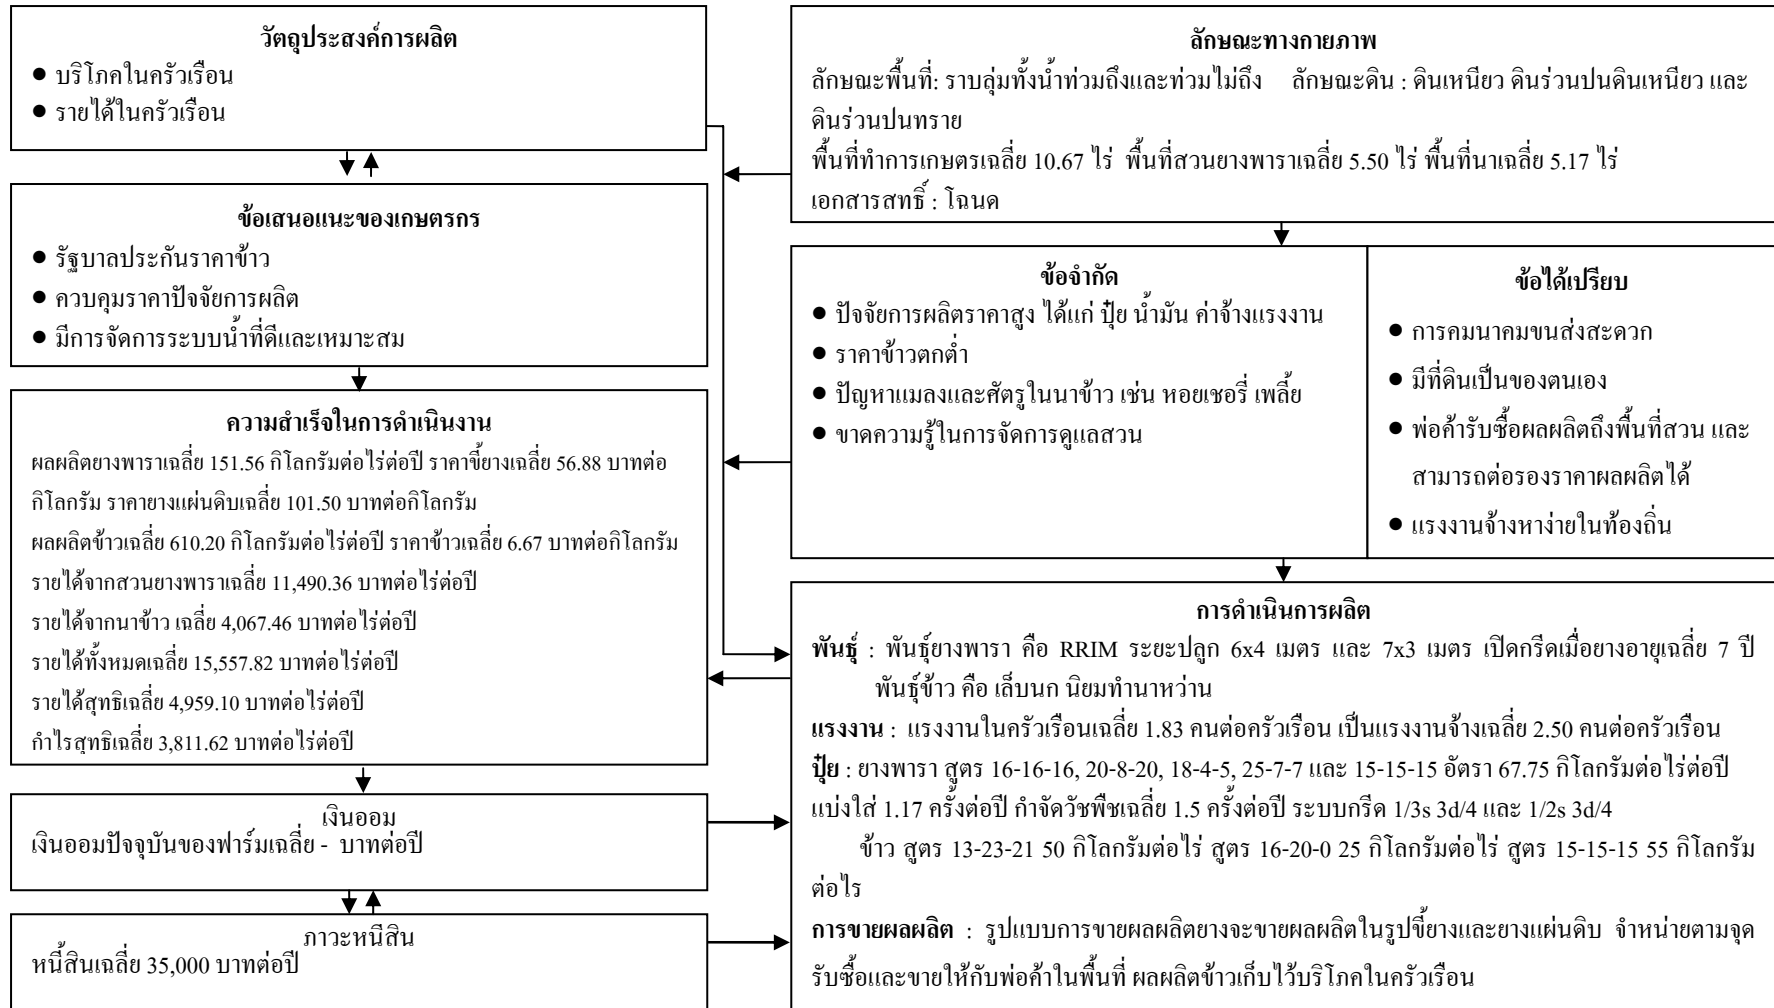 วัตถุประสงค์การผลิต
● บริโภคในครัวเรือน
● รายได้ในครัวเรือน
ข้อเสนอแนะของเกษตรกร
● รัฐบาลประกันราคาข้าว
● ควบคุมราคาปัจจัยการผลิต
● มีการจัดการระบบน้ำที่ดีและเหมาะสม
ความสำเร็จในการดำเนินงาน
ผลผลิตยางพาราเฉลี่ย 151.56 กิโลกรัมต่อไร่ต่อปี ราคาขี้ยางเฉลี่ย 56.88 บาทต่อ
กิโลกรัม ราคายางแผ่นดิบเฉลี่ย 101.50 บาทต่อกิโลกรัม
ผลผลิตข้าวเฉลี่ย 610.20 กิโลกรัมต่อไร่ต่อปี ราคาข้าวเฉลี่ย 6.67 บาทต่อกิโลกรัม
รายได้จากสวนยางพาราเฉลี่ย 11,490.36 บาทต่อไร่ต่อปี
รายได้จากนาข้าว เฉลี่ย 4,067.46 บาทต่อไร่ต่อปี
รายได้ทั้งหมดเฉลี่ย 15,557.82 บาทต่อไร่ต่อปี
รายได้สุทธิเฉลี่ย 4,959.10 บาทต่อไร่ต่อปี
กำไรสุทธิเฉลี่ย 3,811.62 บาทต่อไร่ต่อปี
เงินออม
เงินออมปัจจุบันของฟาร์มเฉลี่ย - บาทต่อปี
ภาวะหนีสิน
หนี้สินเฉลี่ย 35,000 บาทต่อปี
ลักษณะทางกายภาพ
ลักษณะพื้นที่: ราบลุ่มทั้งน้ำท่วมถึงและท่วมไม่ถึง ลักษณะดิน : ดินเหนียว ดินร่วนปนดินเหนียว และ
ดินร่วนปนทราย
พื้นที่ทำการเกษตรเฉลี่ย 10.67 ไร่ พื้นที่สวนยางพาราเฉลี่ย 5.50 ไร่ พื้นที่นาเฉลี่ย 5.17 ไร่
เอกสารสทธิ์ : โฉนด
ข้อจำกัด
● ปัจจัยการผลิตราคาสูง ได้แก่ ปุ๋ย น้ำมัน ค่าจ้างแรงงาน
● ราคาข้าวตกต่ำ
● ปัญหาแมลงและศัตรูในนาข้าว เช่น หอยเชอรี่ เพลี้ย
● ขาดความรู้ในการจัดการดูแลสวน
ข้อได้เปรียบ
● การคมนาคมขนส่งสะดวก
● มีที่ดินเป็นของตนเอง
● พ่อค้ารับซื้อผลผลิตถึงพื้นที่สวน และ
สามารถต่อรองราคาผลผลิตได้
● แรงงานจ้างหาง่ายในท้องถิ่น
การดำเนินการผลิต
พันธุ์ : พันธุ์ยางพารา คือ RRIM ระยะปลูก 6x4 เมตร และ 7x3 เมตร เปิดกรีดเมื่อยางอายุเฉลี่ย 7 ปี
พันธุ์ข้าว คือ เล็บนก นิยมทำนาหว่าน
แรงงาน : แรงงานในครัวเรือนเฉลี่ย 1.83 คนต่อครัวเรือน เป็นแรงงานจ้างเฉลี่ย 2.50 คนต่อครัวเรือน
ปุ๋ย : ยางพารา สูตร 16-16-16, 20-8-20, 18-4-5, 25-7-7 และ 15-15-15 อัตรา 67.75 กิโลกรัมต่อไร่ต่อปี
แบ่งใส่ 1.17 ครั้งต่อปี กำจัดวัชพืชเฉลี่ย 1.5 ครั้งต่อปี ระบบกรีด 1/3s 3d/4 และ 1/2s 3d/4
ข้าว สูตร 13-23-21 50 กิโลกรัมต่อไร่ สูตร 16-20-0 25 กิโลกรัมต่อไร่ สูตร 15-15-15 55 กิโลกรัม
ต่อไร
การขายผลผลิต : รูปแบบการขายผลผลิตยางจะขายผลผลิตในรูปขี้ยางและยางแผ่นดิบ จำหน่ายตามจุด
รับซื้อและขายให้กับพ่อค้าในพื้นที่ ผลผลิตข้าวเก็บไว้บริโภคในครัวเรือน